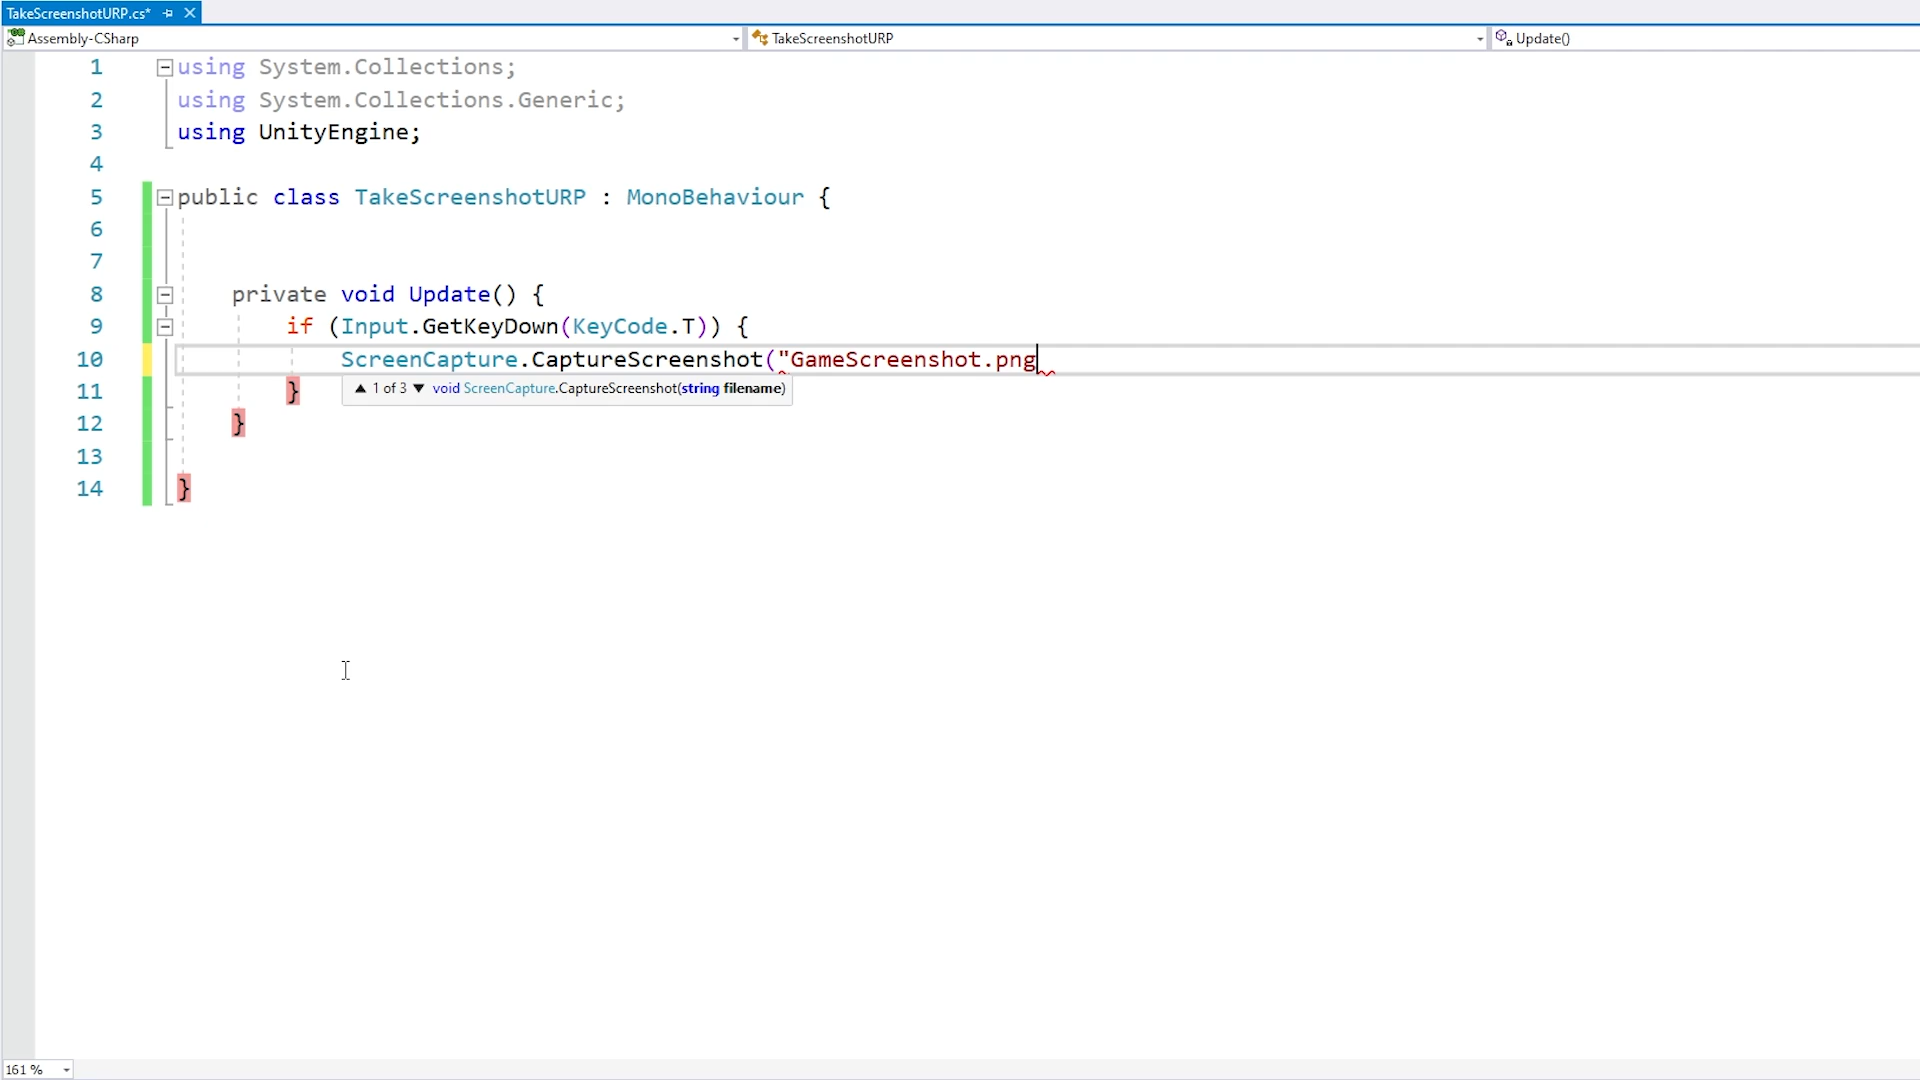 TakeScreenshotURP.cs*
Assembly-CSharp TakeScreenshotURP Update()
1 using System.Collections;
2 using System.Collections.Generic;
3 using UnityEngine;
4
5 public class TakeScreenshotURP : MonoBehaviour {
6
7
8 private void Update() {
9 if (Input.GetKeyDown(KeyCode.T)) {
10 ScreenCapture.CaptureScreenshot("GameScreenshot.png
11 }
▲ 1 of 3 ▼ void ScreenCapture.CaptureScreenshot(string filename)
12 }
13
14 }
161 %